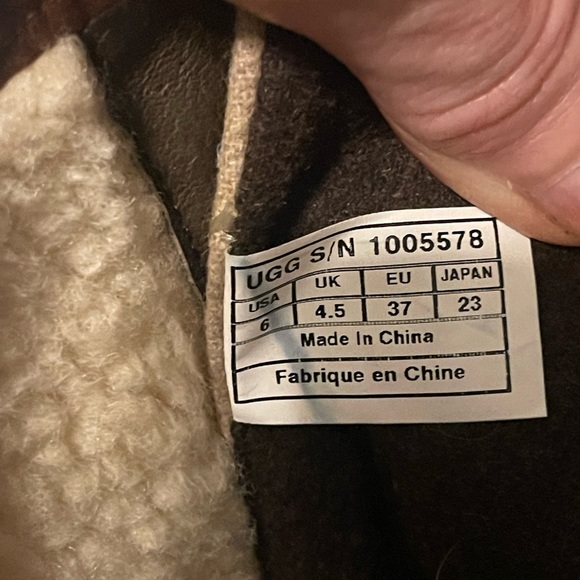 UGG S/N 1005578
USA UK EU JAPAN
6 4.5 37 23
Made In China
Fabrique en Chine